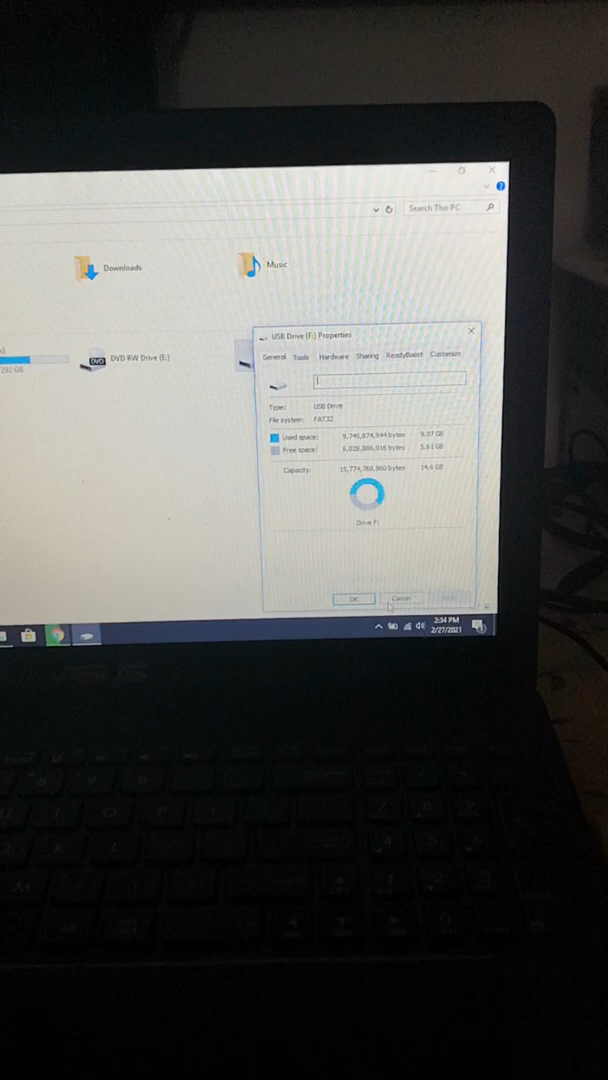 Search This PC
Downloads
Music
282 GB
DVD RW Drive (E:)
USB Drive (F:) Properties
General Tools Hardware Sharing ReadyBoost Customize
Type: USB Drive
File system: FAT32
Used space: 9,745,874,944 bytes 9.07 GB
Free space: 6,028,886,016 bytes 5.61 GB
Capacity: 15,774,760,960 bytes 14.6 GB
Drive F:
OK Cancel
2:34 PM
2/27/2021
ASUS